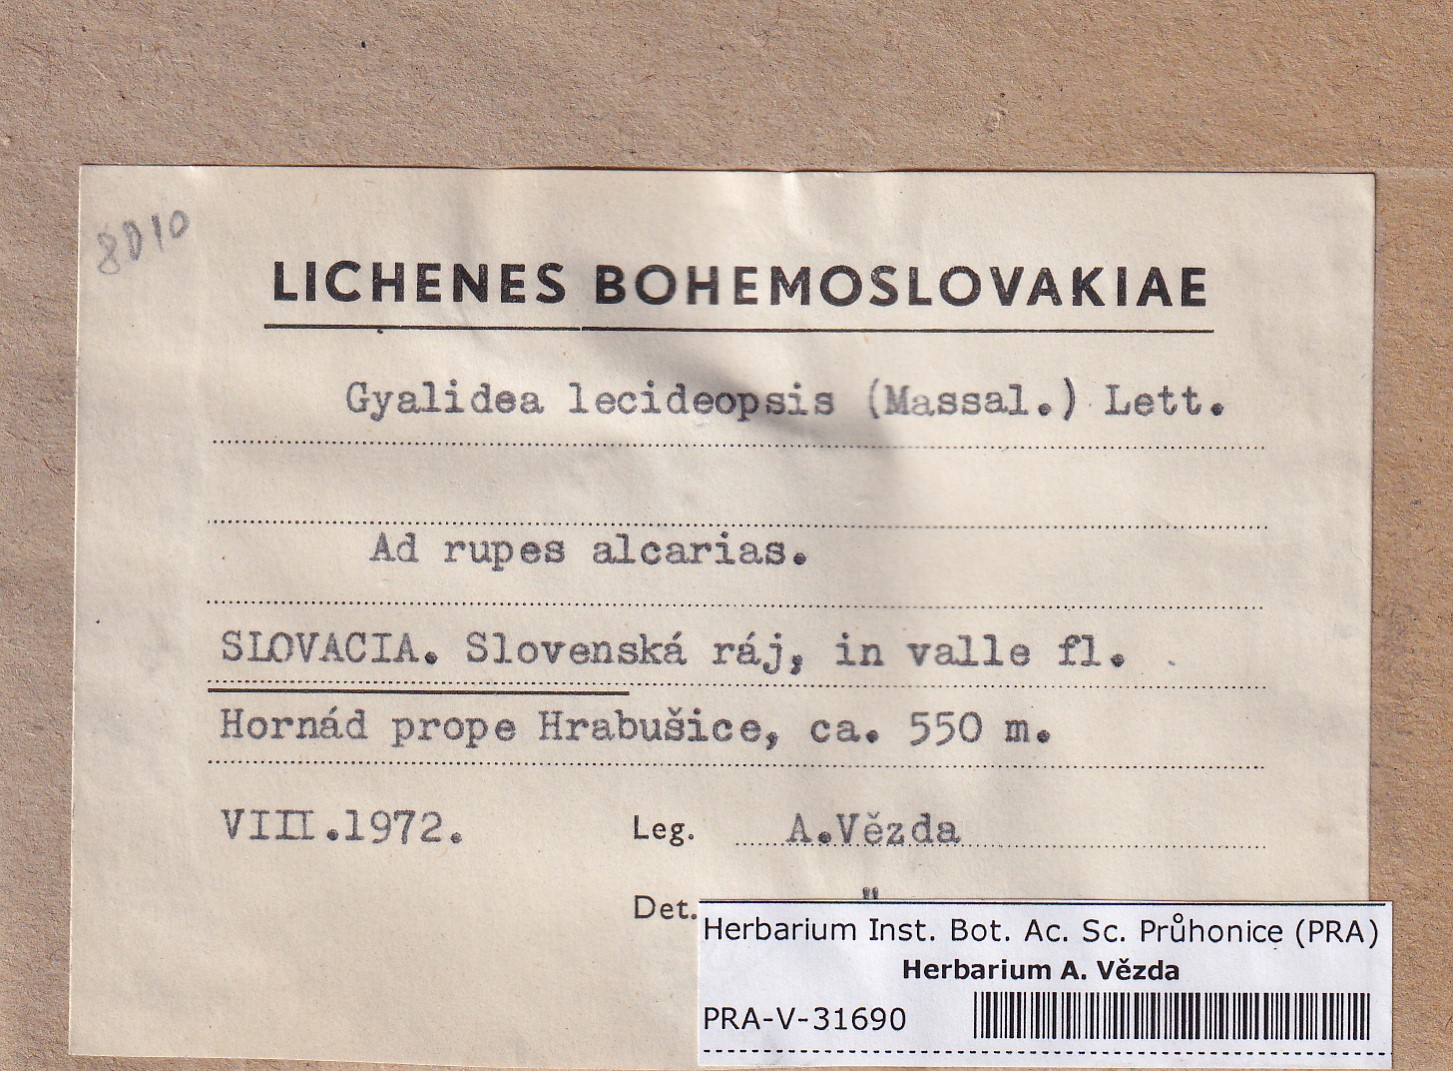 8D10
LICHENES BOHEMOSLOVAKIAE
Gyalidea lecideopsis (Massal.) Lett.
Ad rupes alcarias.
SLOVACIA. Slovenská ráj, in valle fl.
Hornád prope Hrabušice, ca. 550 m.
VIII.1972.
Leg. A.Vězda
Det. "
Herbarium Inst. Bot. Ac. Sc. Průhonice (PRA)
Herbarium A. Vězda
PRA-V-31690